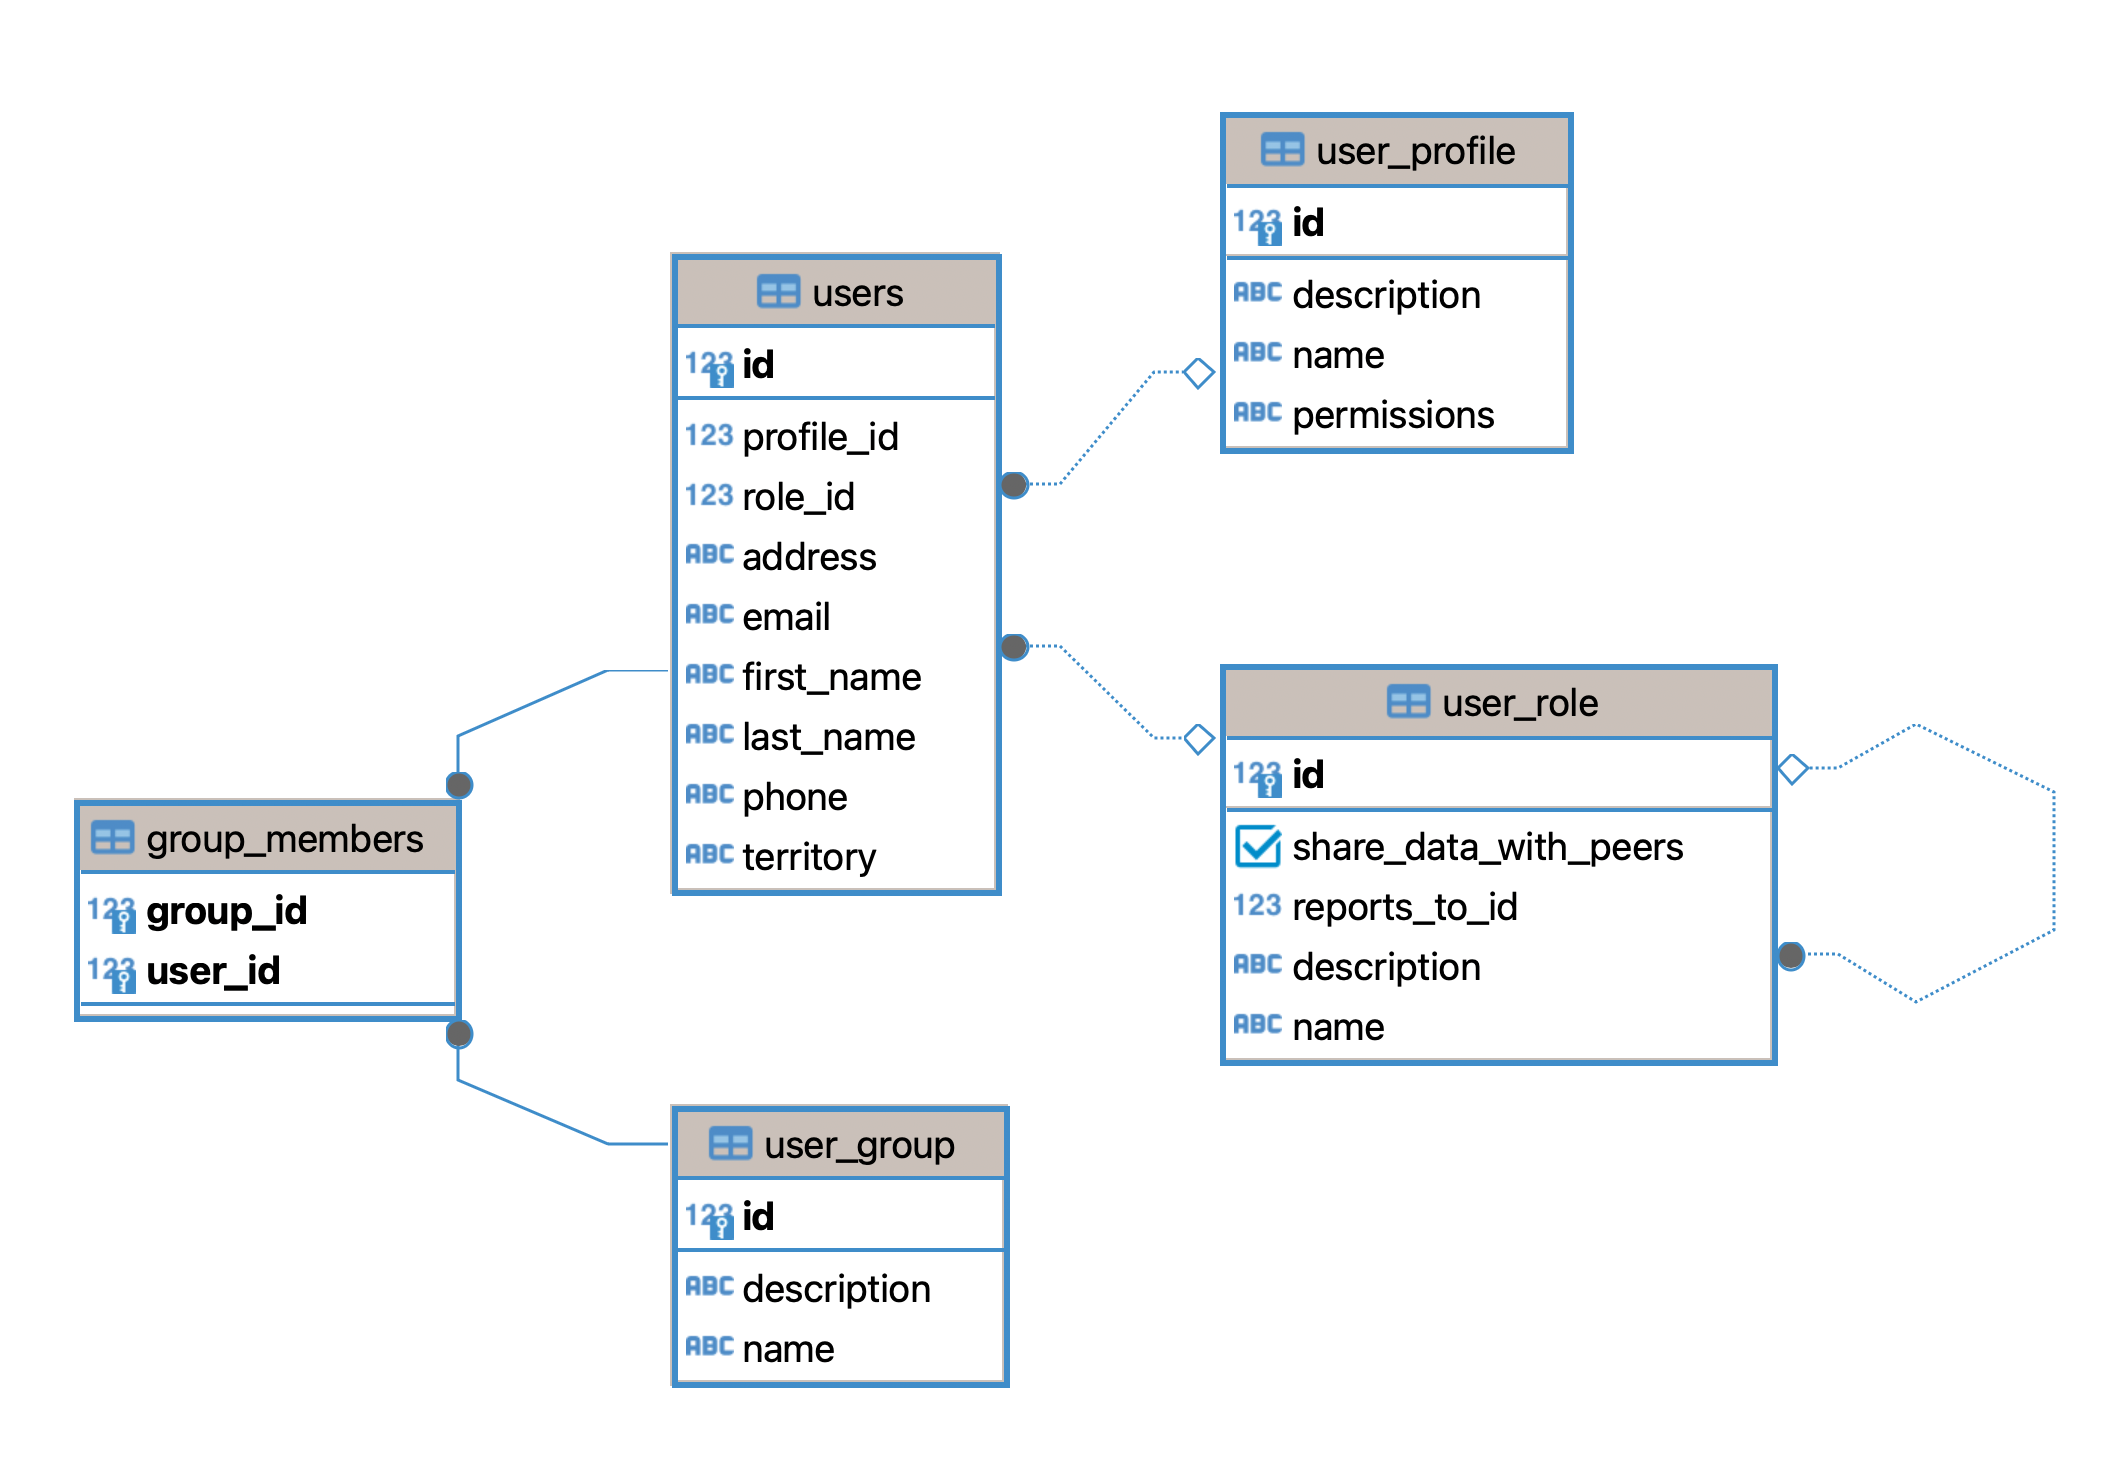 user_profile
123 id
ABC description
ABC name
ABC permissions
users
123 id
123 profile_id
123 role_id
ABC address
ABC email
ABC first_name
ABC last_name
ABC phone
ABC territory
user_role
123 id
share_data_with_peers
123 reports_to_id
ABC description
ABC name
group_members
123 group_id
123 user_id
user_group
123 id
ABC description
ABC name